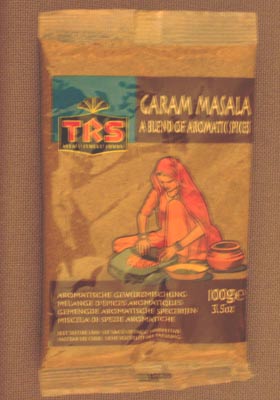 GARAM MASALA
A BLEND OF AROMATIC SPICES
TRS
AROMATISCHE GEWÜRZMISCHUNG
MELANGE D'EPICES AROMATIQUES
GEMENGDE AROMATISCHE SPECERIJEN
MISCELA DI SPEZIE AROMATICHE
100g e
3.5oz